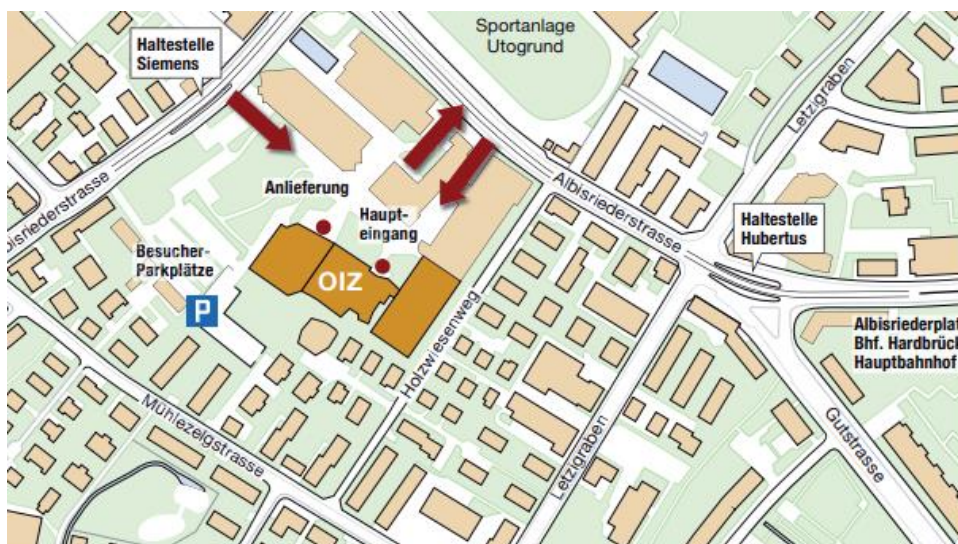 Haltestelle
Siemens
Sportanlage
Utogrund
Letzigraben
Albisriederstrasse
Anlieferung
Haupt-
eingang
Albisriederstrasse
Haltestelle
Hubertus
Besucher-
Parkplätze
OIZ
P
Holzwiesenweg
Albisriederplat
Bhf. Hardbrück
Hauptbahnhof
Mühlezelgstrasse
Letzigraben
Gutstrasse